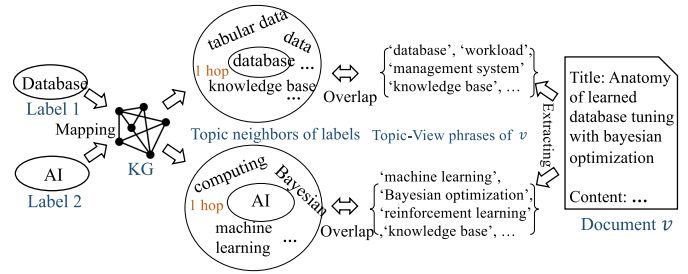 Database
Label 1
Mapping
AI
Label 2
KG
tabular data
data
database ...
1 hop
knowledge base
...
Topic neighbors of labels
computing
Bayesian
1 hop
AI
machine
learning
...
Overlap
Overlap
‘database’, ‘workload’,
‘management system’
‘knowledge base’, ...
Topic-View phrases of v
‘machine learning’,
‘Bayesian optimization’,
‘reinforcement learning’
,‘knowledge base’, ...
Extracting
Title: Anatomy
of learned
database tuning
with bayesian
optimization
Content: ...
Document v